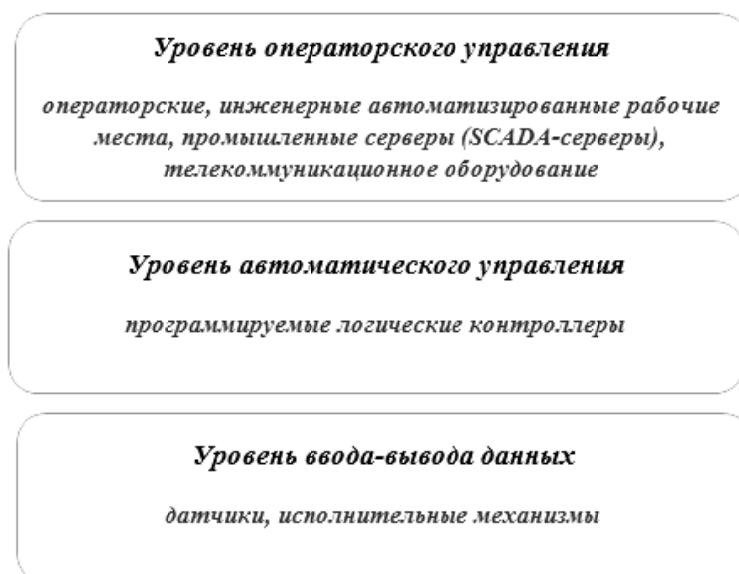 Уровень операторского управления
операторские, инженерные автоматизированные рабочие
места, промышленные серверы (SCADA-серверы),
телекоммуникационное оборудование
Уровень автоматического управления
программируемые логические контроллеры
Уровень ввода-вывода данных
датчики, исполнительные механизмы